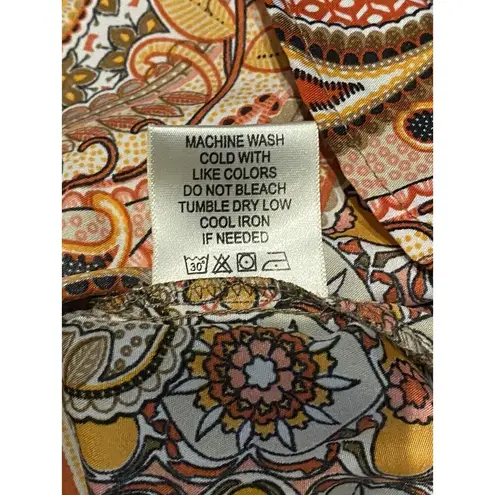 MACHINE WASH
COLD WITH
LIKE COLORS
DO NOT BLEACH
TUMBLE DRY LOW
COOL IRON
IF NEEDED
30°